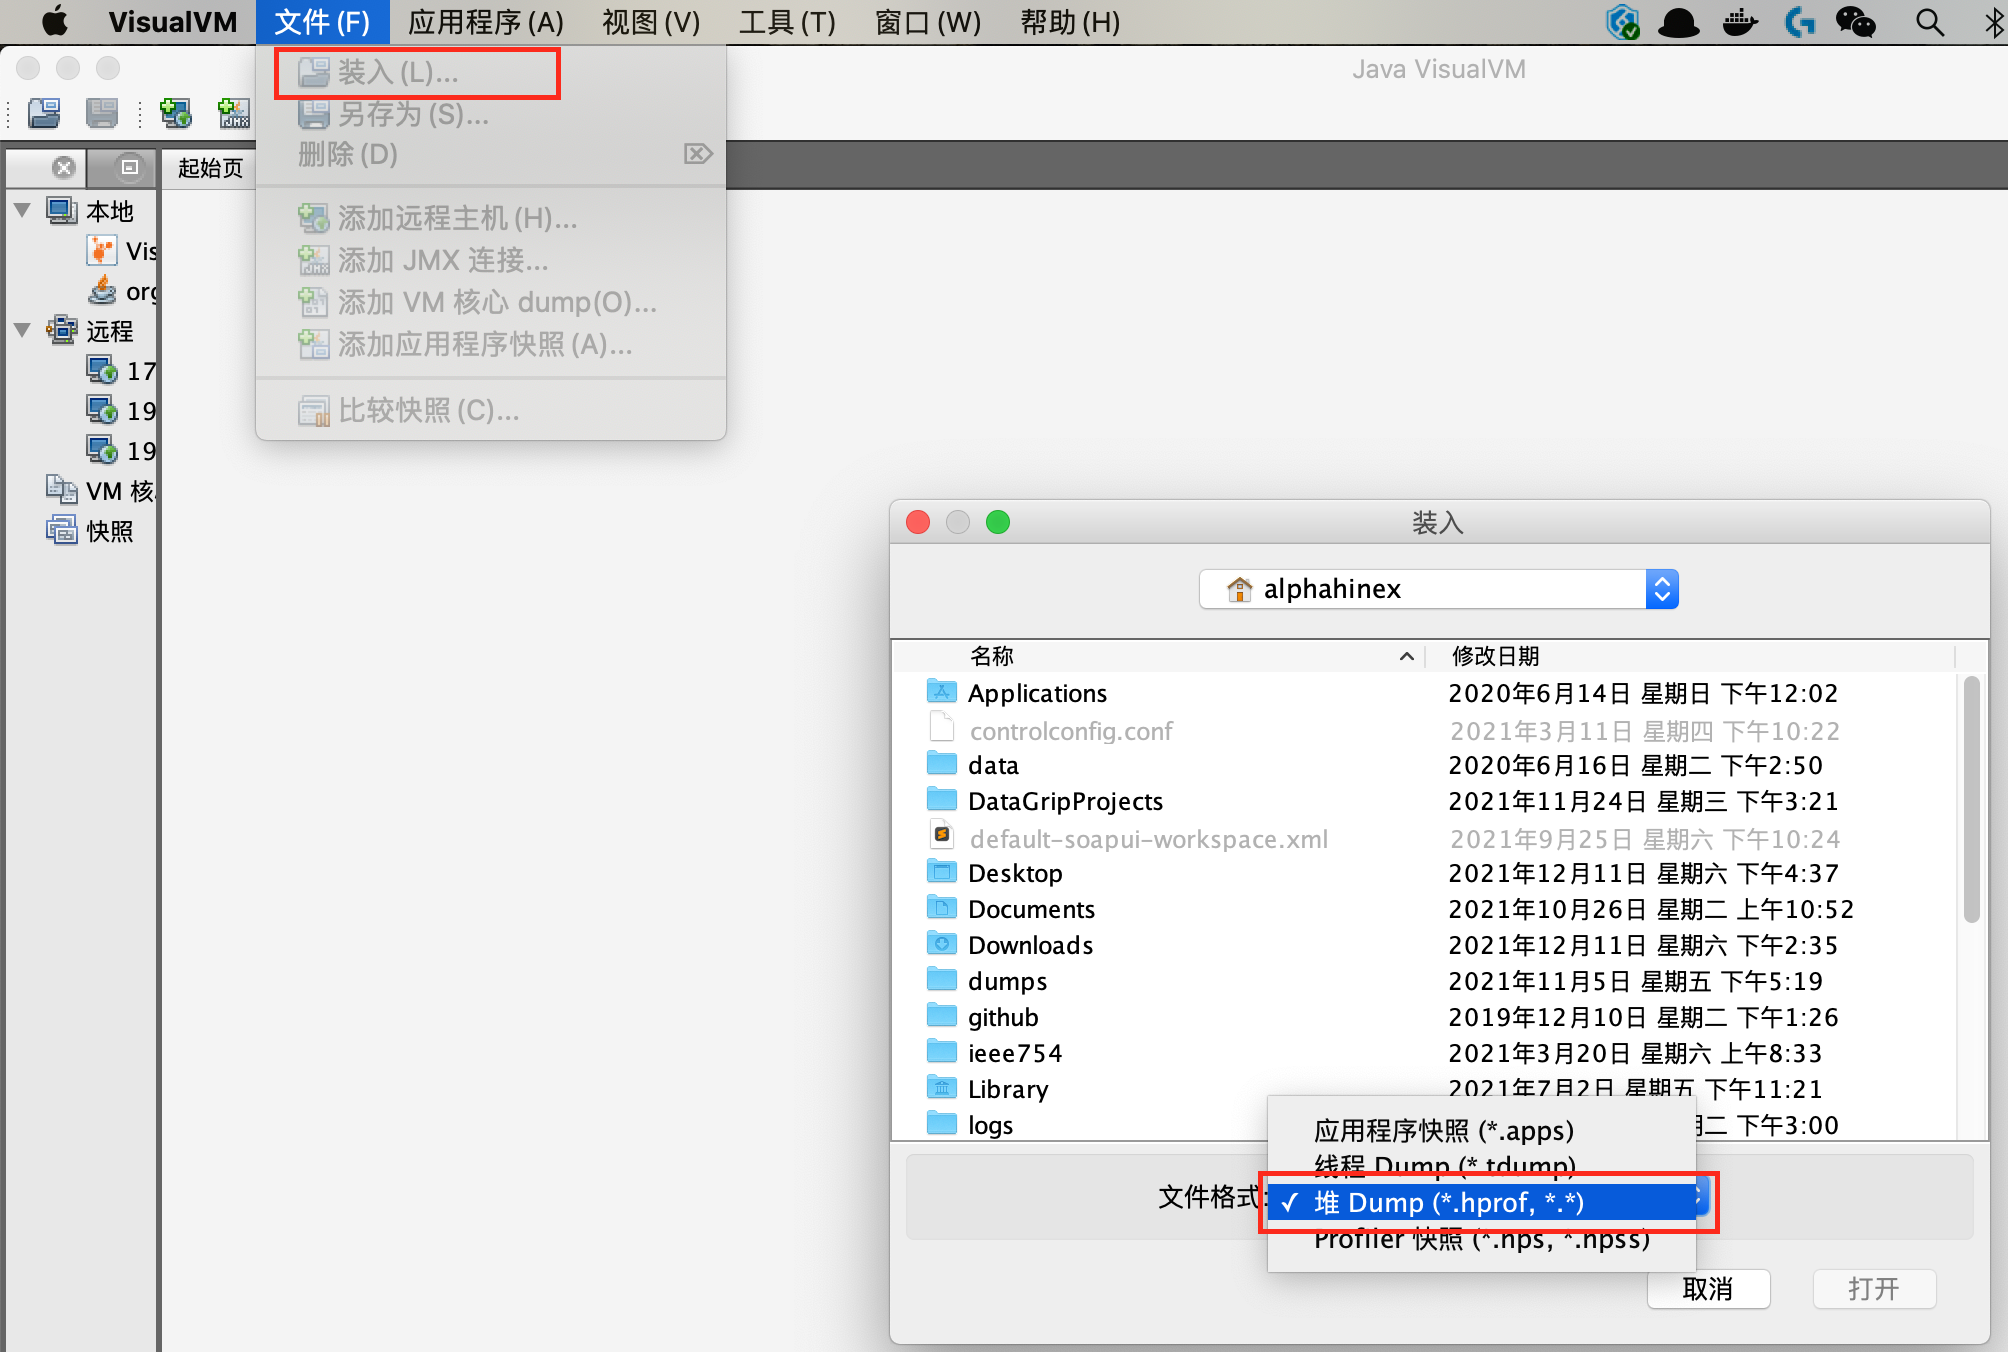 VisualVM 文件 (F) 应用程序 (A) 视图 (V) 工具 (T) 窗口 (W) 帮助 (H)
Java VisualVM
装入 (L)...
另存为 (S)...
删除 (D)
添加远程主机 (H)...
添加 JMX 连接...
添加 VM 核心 dump(O)...
添加应用程序快照 (A)...
比较快照 (C)...
JMX
起始页
本地
Vis
org
远程
17
19
19
VM 核
快照
装入
alphahinex
名称 修改日期
Applications 2020年6月14日 星期日 下午12:02
controlconfig.conf 2021年3月11日 星期四 下午10:22
data 2020年6月16日 星期二 下午2:50
DataGripProjects 2021年11月24日 星期三 下午3:21
default-soapui-workspace.xml 2021年9月25日 星期六 下午10:24
Desktop 2021年12月11日 星期六 下午4:37
Documents 2021年10月26日 星期二 上午10:52
Downloads 2021年12月11日 星期六 下午2:35
dumps 2021年11月5日 星期五 下午5:19
github 2019年12月10日 星期二 下午1:26
ieee754 2021年3月20日 星期六 上午8:33
Library 2021年7月2日 星期五 下午11:21
logs 二 下午3:00
文件格式:
应用程序快照 (*.apps)
线程 Dump (*.tdump)
✓ 堆 Dump (*.hprof, *.*)
Profiler 快照 (*.nps, *.npss)
取消 打开